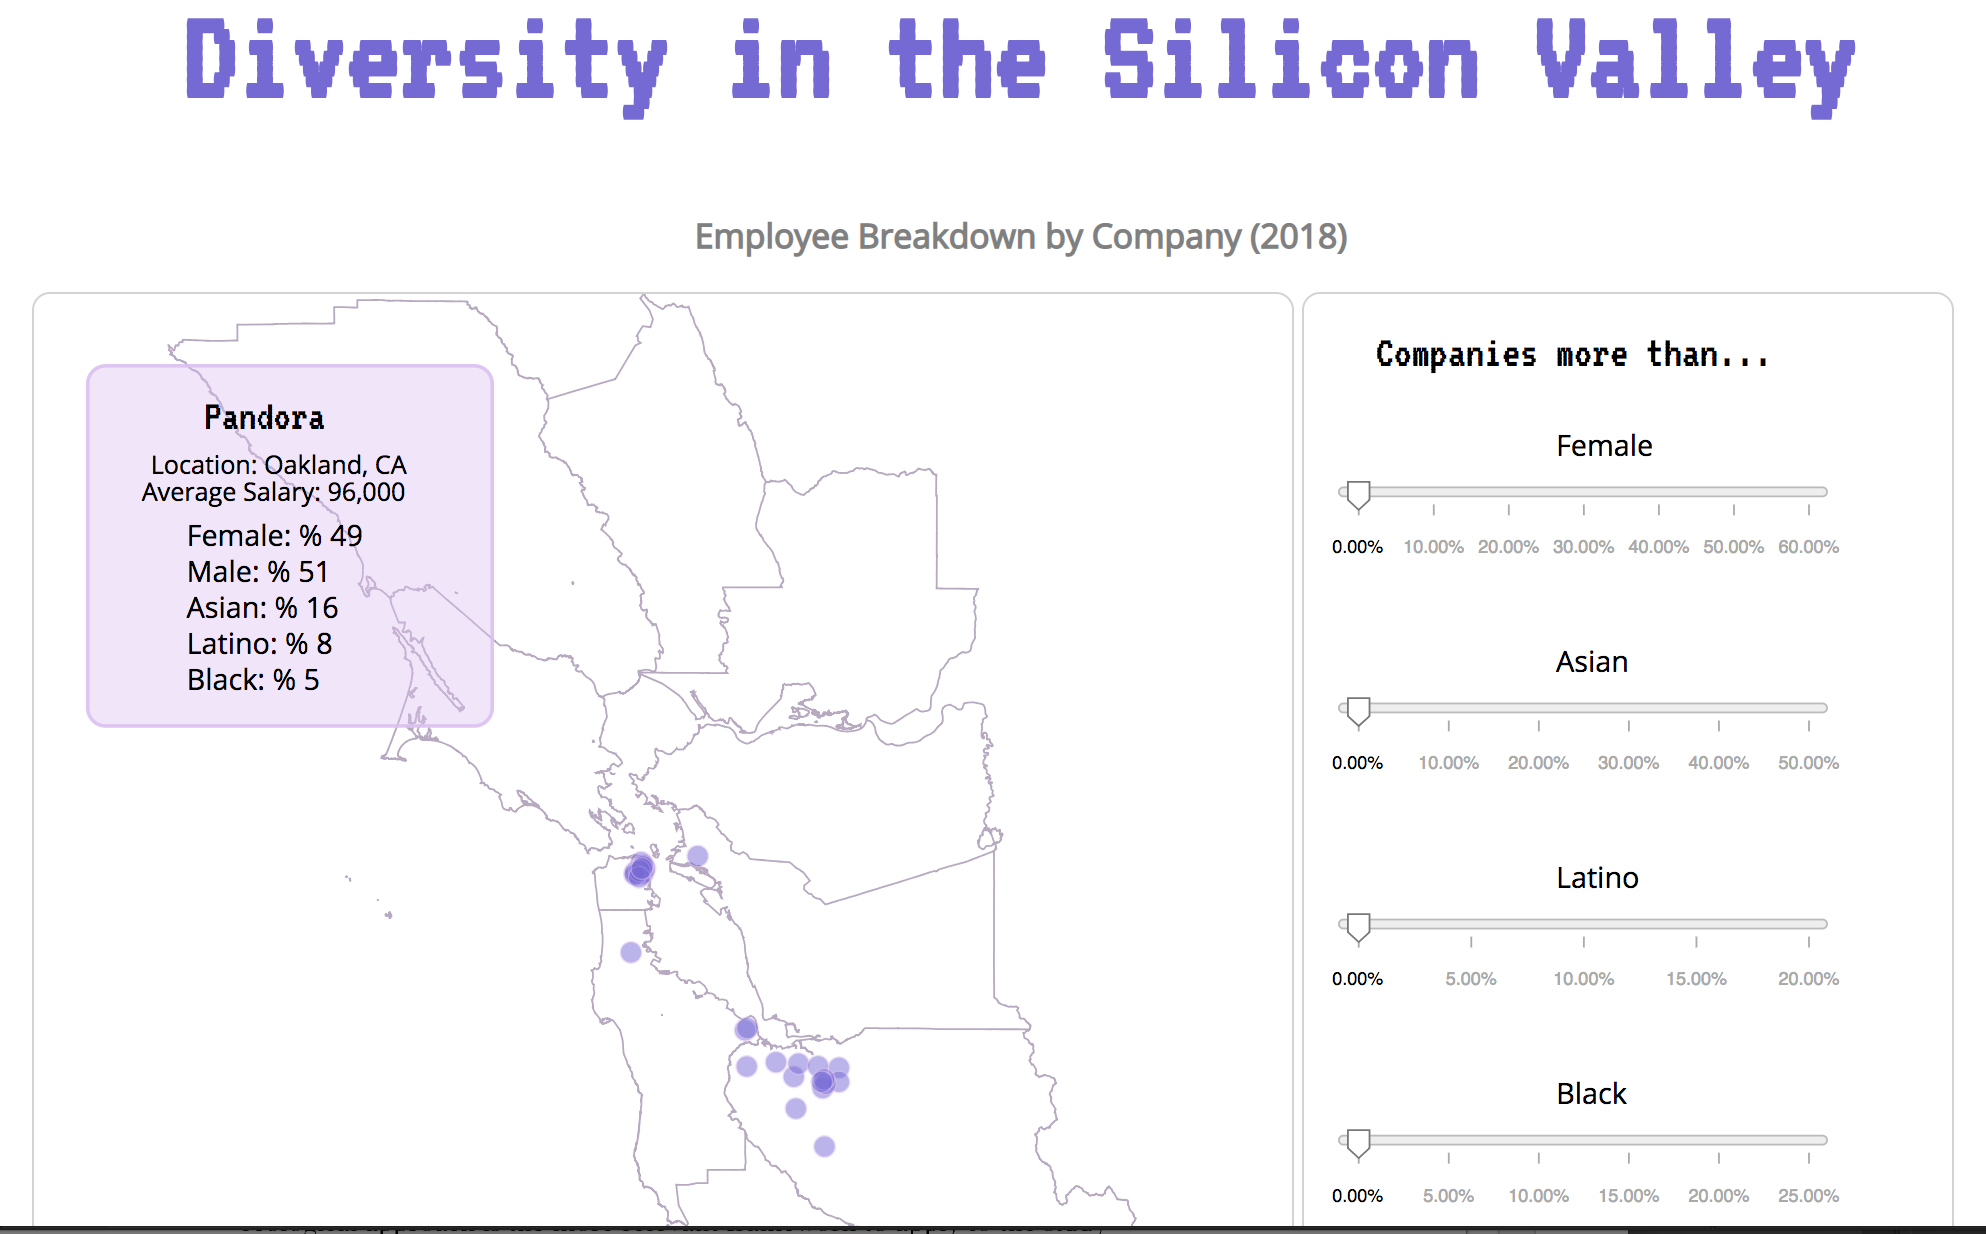 Diversity in the Silicon Valley
Employee Breakdown by Company (2018)
Pandora
Location: Oakland, CA
Average Salary: 96,000
Female: % 49
Male: % 51
Asian: % 16
Latino: % 8
Black: % 5
Companies more than...
Female
0.00% 10.00% 20.00% 30.00% 40.00% 50.00% 60.00%
Asian
0.00% 10.00% 20.00% 30.00% 40.00% 50.00%
Latino
0.00% 5.00% 10.00% 15.00% 20.00%
Black
0.00% 5.00% 10.00% 15.00% 20.00% 25.00%